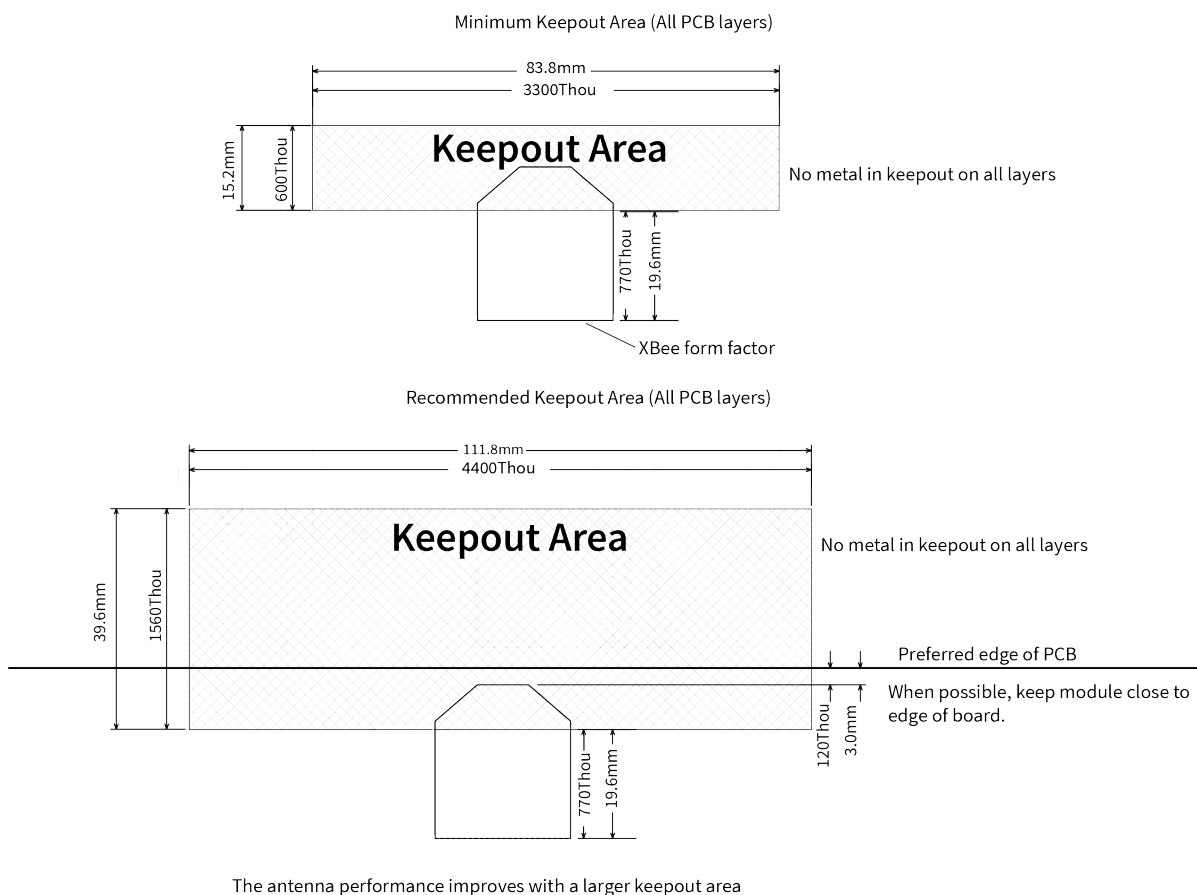 Minimum Keepout Area (All PCB layers)
83.8mm
3300Thou
Keepout Area
15.2mm
600Thou
No metal in keepout on all layers
770Thou
19.6mm
XBee form factor
Recommended Keepout Area (All PCB layers)
111.8mm
4400Thou
Keepout Area
No metal in keepout on all layers
39.6mm
1560Thou
Preferred edge of PCB
When possible, keep module close to
edge of board.
120Thou
3.0mm
770Thou
19.6mm
The antenna performance improves with a larger keepout area